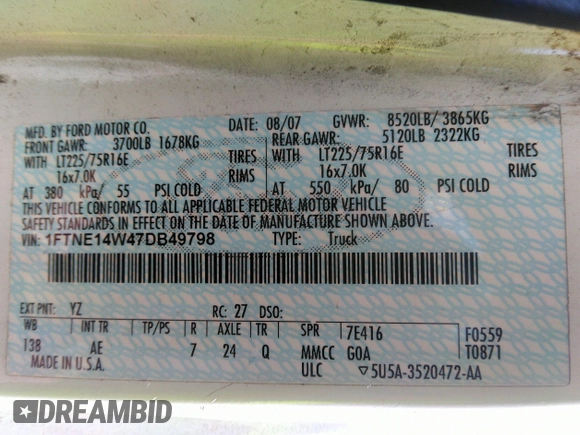 MFD. BY FORD MOTOR CO. DATE: 08/07 GVWR: 8520LB/ 3865KG
FRONT GAWR: 3700LB 1678KG REAR GAWR: 5120LB 2322KG
WITH LT225/75R16E TIRES WITH LT225/75R16E TIRES
16x7.0K RIMS 16x7.0K RIMS
AT 380 kPa/ 55 PSI COLD AT 550 kPa/ 80 PSI COLD
THIS VEHICLE CONFORMS TO ALL APPLICABLE FEDERAL MOTOR VEHICLE
SAFETY STANDARDS IN EFFECT ON THE DATE OF MANUFACTURE SHOWN ABOVE.
VIN: 1FTNE14W47DB49798 TYPE: Truck
EXT PNT: YZ RC: 27 DSO:
WB INT TR TP/PS R AXLE TR SPR 7E416 F0559
138 AE 7 24 Q MMCC GOA T0871
MADE IN U.S.A. ULC ▽5U5A-3520472-AA
DREAMBID